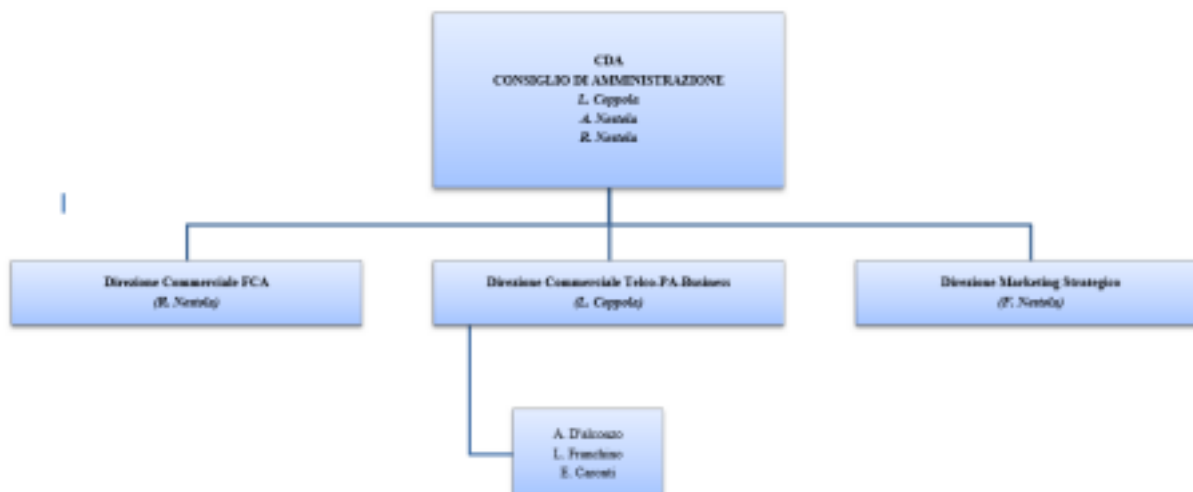 CDA
CONSIGLIO DI AMMINISTRAZIONE
L. Coppola
A. Nestola
R. Nestola
Direzione Commerciale FCA
(R. Nestola)
Direzione Commerciale Telco.PA.Business
(L. Coppola)
Direzione Marketing Strategico
(F. Nestola)
A.
L. Franchino
E.